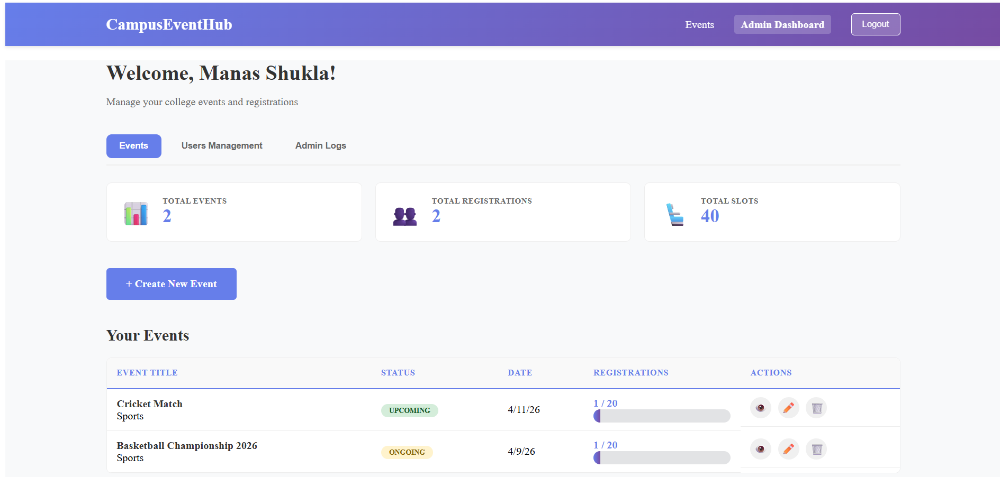 CampusEventHub
Events
Admin Dashboard
Logout
Welcome, Manas Shukla!
Manage your college events and registrations
Events
Users Management
Admin Logs
TOTAL EVENTS
2
TOTAL REGISTRATIONS
2
TOTAL SLOTS
40
+ Create New Event
Your Events
EVENT TITLE STATUS DATE REGISTRATIONS ACTIONS
Cricket Match
Sports
UPCOMING
4/11/26
1 / 20
Basketball Championship 2026
Sports
ONGOING
4/9/26
1 / 20